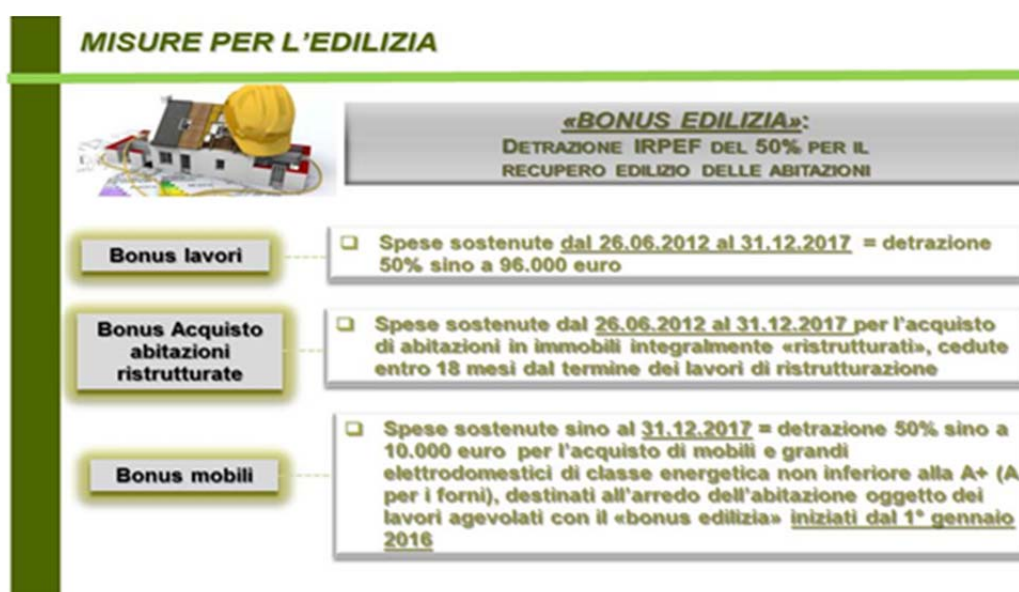 MISURE PER L'EDILIZIA
«BONUS EDILIZIA»:
DETRAZIONE IRPEF DEL 50% PER IL
RECUPERO EDILIZIO DELLE ABITAZIONI
Bonus lavori
❑ Spese sostenute dal 26.06.2012 al 31.12.2017 = detrazione
50% sino a 96.000 euro
Bonus Acquisto
abitazioni
ristrutturate
❑ Spese sostenute dal 26.06.2012 al 31.12.2017 per l'acquisto
di abitazioni in immobili integralmente «ristrutturati», cedute
entro 18 mesi dal termine dei lavori di ristrutturazione
Bonus mobili
❑ Spese sostenute sino al 31.12.2017 = detrazione 50% sino a
10.000 euro per l'acquisto di mobili e grandi
elettrodomestici di classe energetica non inferiore alla A+ (A
per i forni), destinati all'arredo dell'abitazione oggetto dei
lavori agevolati con il «bonus edilizia» iniziati dal 1° gennaio
2016